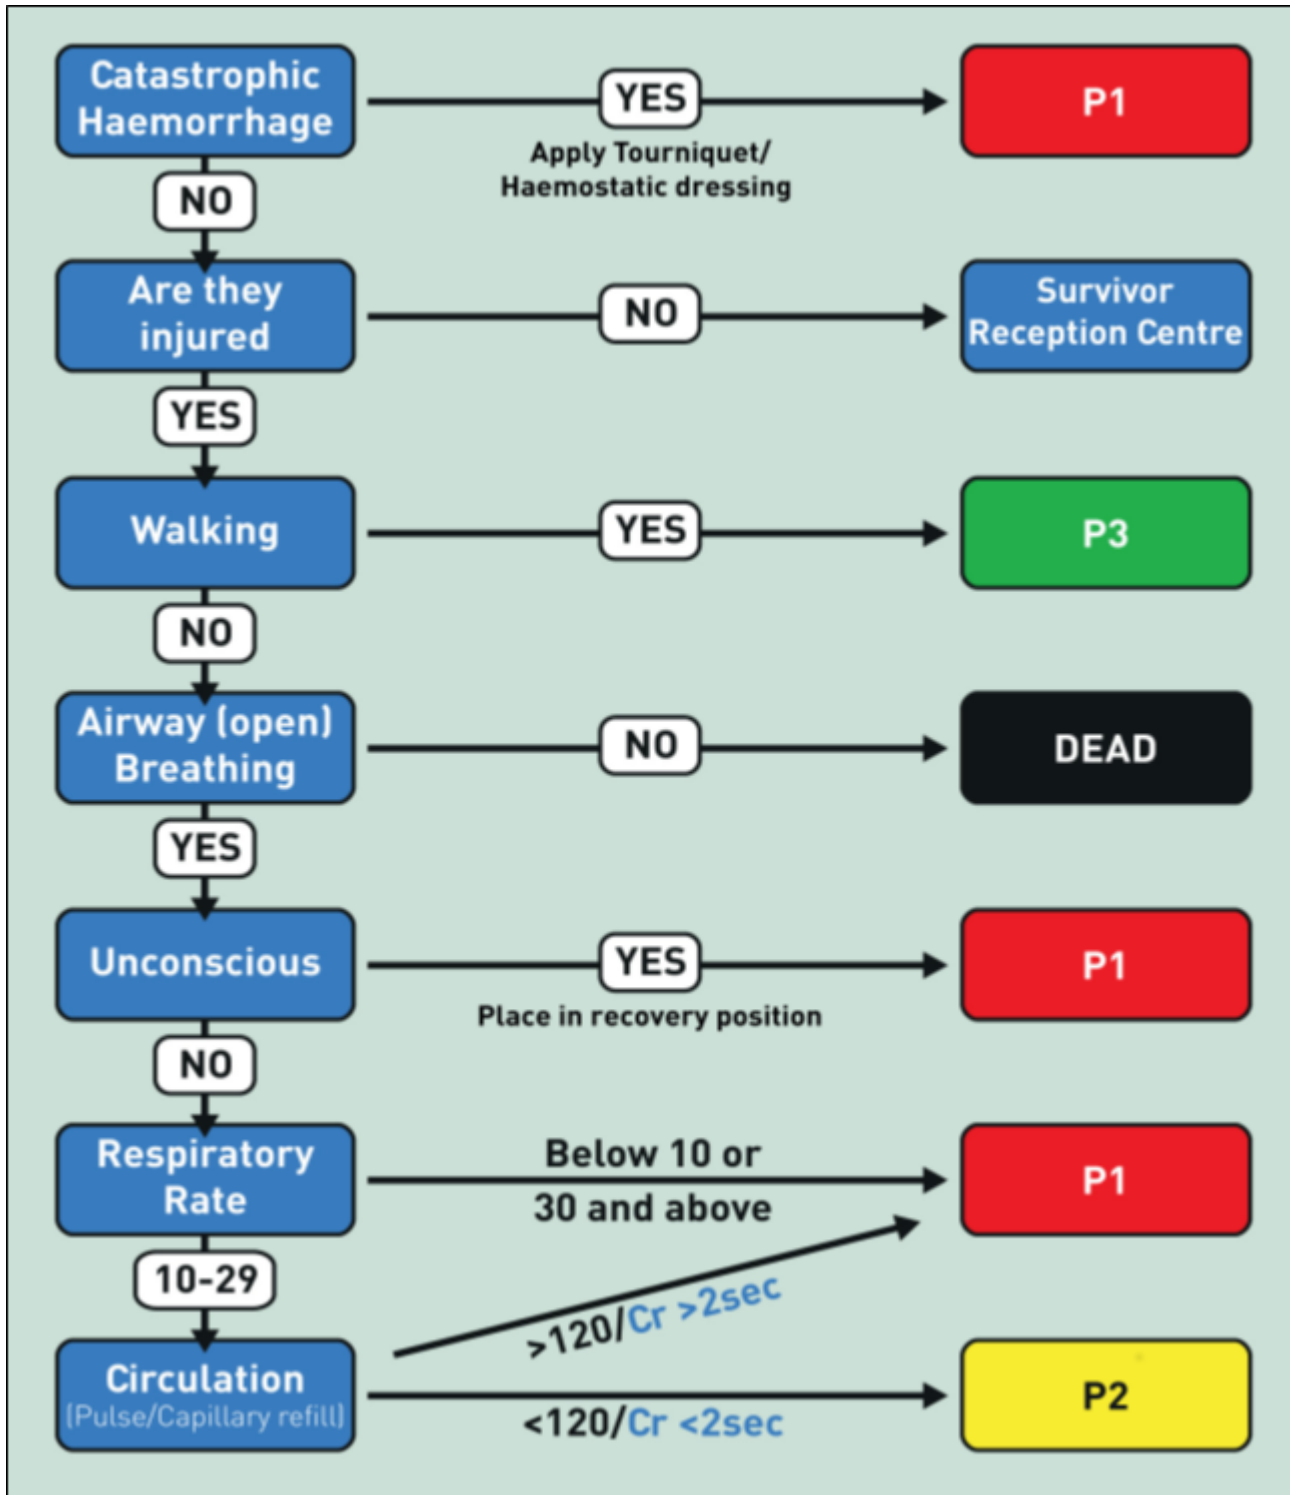 Catastrophic
Haemorrhage
YES
P1
Apply Tourniquet/
Haemostatic dressing
NO
Are they
injured
NO
Survivor
Reception Centre
YES
Walking
YES
P3
NO
Airway (open)
Breathing
NO
DEAD
YES
Unconscious
YES
P1
Place in recovery position
NO
Respiratory
Rate
Below 10 or
30 and above
P1
10-29
>120/Cr >2sec
Circulation
(Pulse/Capillary refill)
<120/Cr <2sec
P2